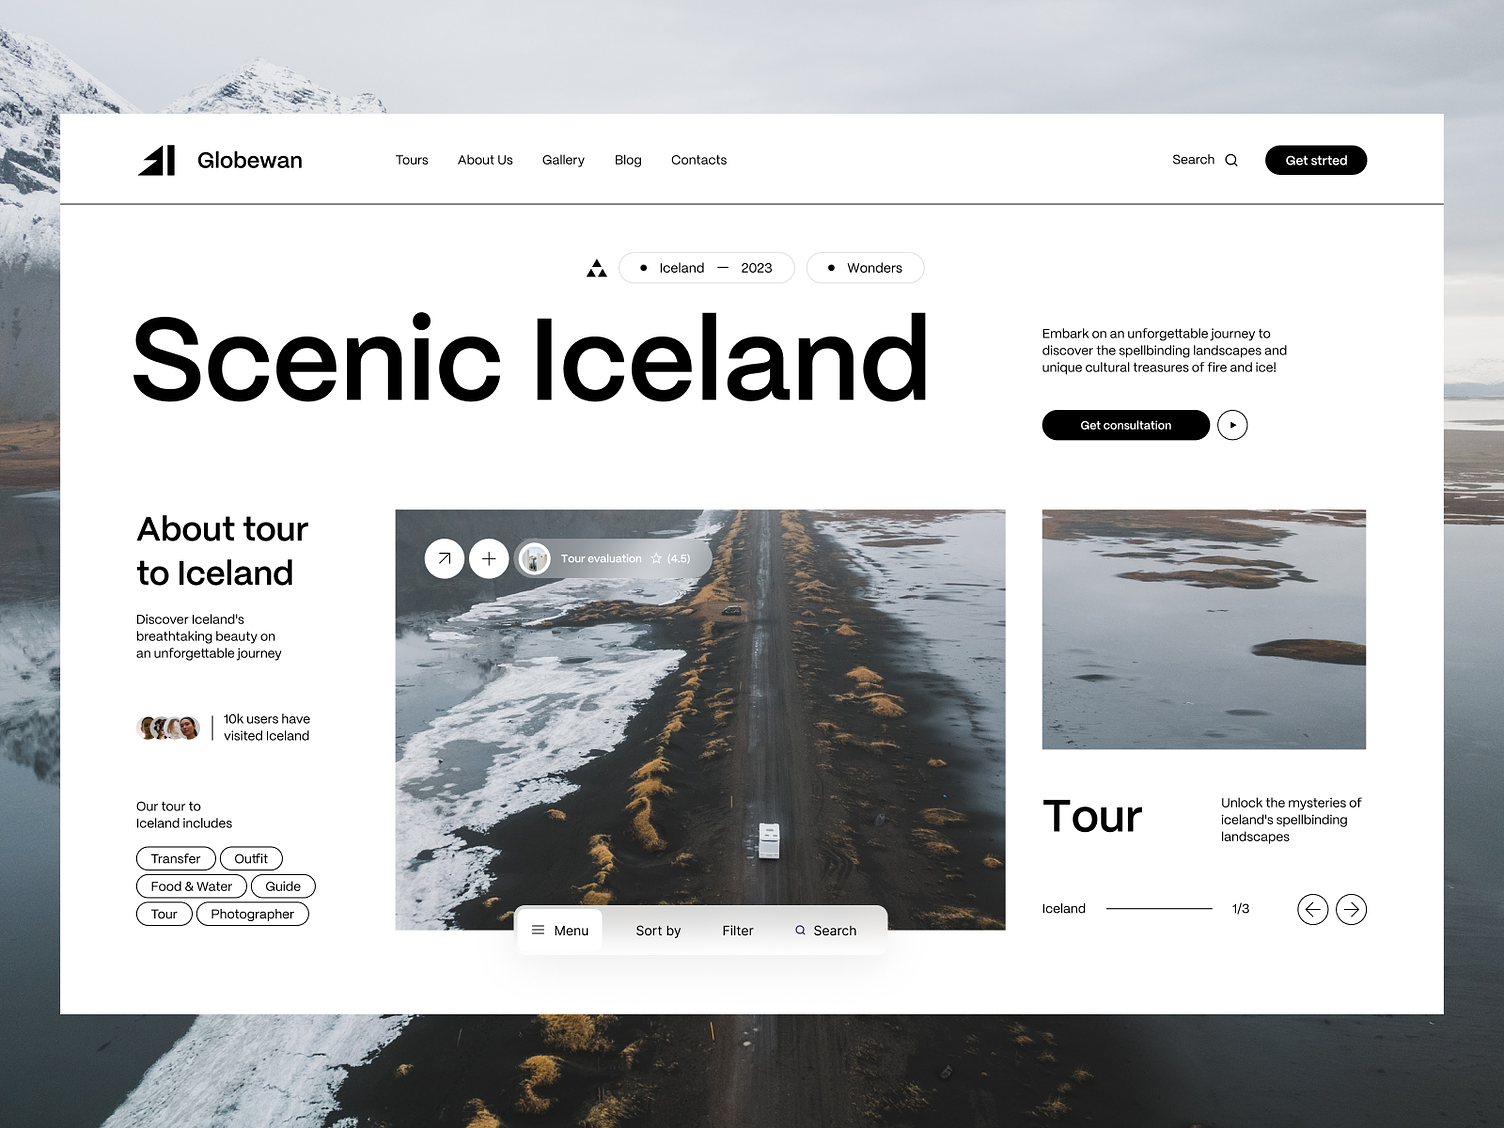 Globewan
Tours
About Us
Gallery
Blog
Contacts
Search
Get strted
Iceland — 2023
Wonders
Scenic Iceland
Embark on an unforgettable journey to
discover the spellbinding landscapes and
unique cultural treasures of fire and ice!
Get consultation
About tour
to Iceland
Discover Iceland's
breathtaking beauty on
an unforgettable journey
10k users have
visited Iceland
Our tour to
Iceland includes
Transfer
Outfit
Food & Water
Guide
Tour
Photographer
Tour evaluation (4.5)
Menu
Sort by
Filter
Search
Tour
Unlock the mysteries of
iceland's spellbinding
landscapes
Iceland
1/3